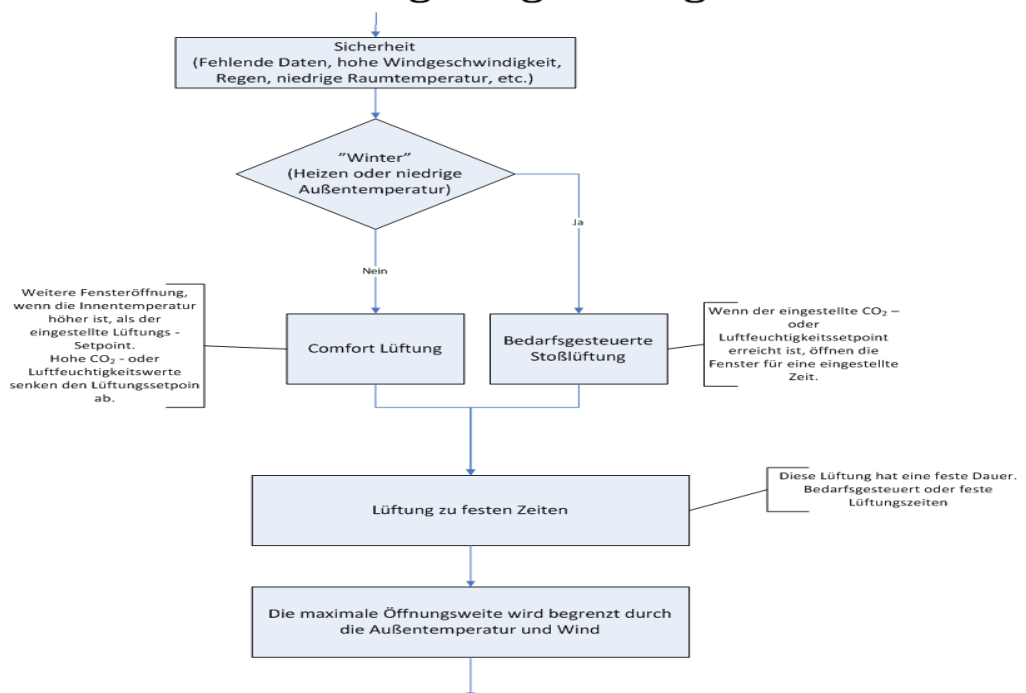 Sicherheit
(Fehlende Daten, hohe Windgeschwindigkeit,
Regen, niedrige Raumtemperatur, etc.)
”Winter”
(Heizen oder niedrige
Außentemperatur)
Ja
Nein
Weitere Fensteröffnung,
wenn die Innentemperatur
höher ist, als der
eingestellte Lüftungs -
Setpoint.
Hohe CO₂ - oder
Luftfeuchtigkeitswerte
senken den Lüftungssetpoin
ab.
Comfort Lüftung
Bedarfsgesteuerte
Stoßlüftung
Wenn der eingestellte CO₂ –
oder
Luftfeuchtigkeitssetpoint
erreicht ist, öffnen die
Fenster für eine eingestellte
Zeit.
Lüftung zu festen Zeiten
Diese Lüftung hat eine feste Dauer.
Bedarfsgesteuert oder feste
Lüftungszeiten
Die maximale Öffnungsweite wird begrenzt durch
die Außentemperatur und Wind